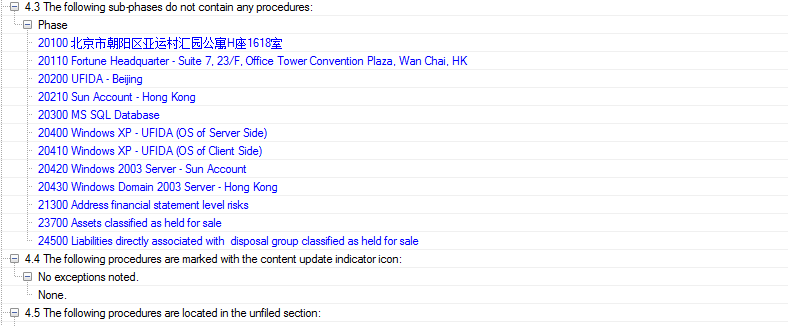 4.3 The following sub-phases do not contain any procedures:
Phase
20100 北京市朝阳区亚运村汇园公寓H座1618室
20110 Fortune Headquarter - Suite 7, 23/F, Office Tower Convention Plaza, Wan Chai, HK
20200 UFIDA - Beijing
20210 Sun Account - Hong Kong
20300 MS SQL Database
20400 Windows XP - UFIDA (OS of Server Side)
20410 Windows XP - UFIDA (OS of Client Side)
20420 Windows 2003 Server - Sun Account
20430 Windows Domain 2003 Server - Hong Kong
21300 Address financial statement level risks
23700 Assets classified as held for sale
24500 Liabilities directly associated with  disposal group classified as held for sale
4.4 The following procedures are marked with the content update indicator icon:
No exceptions noted.
None.
4.5 The following procedures are located in the unfiled section: